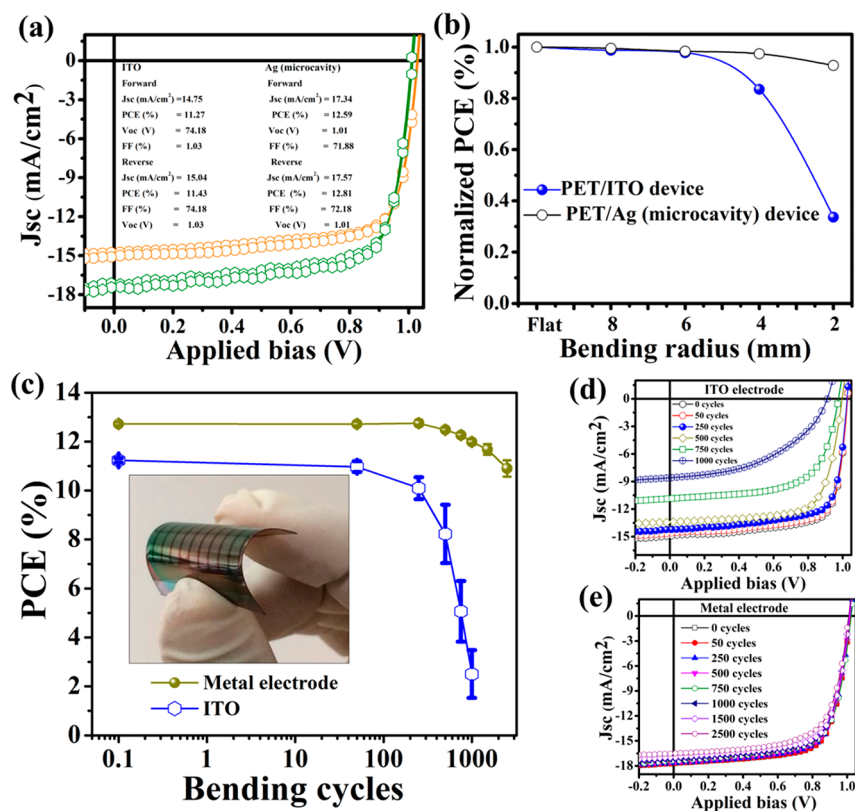 (a)
0
-3
-6
-9
-12
-15
-18
Jsc (mA/cm2)
0.0 0.2 0.4 0.6 0.8 1.0
Applied bias (V)
ITO
Forward
Jsc (mA/cm2) =14.75
PCE (%) = 11.27
Voc (V) = 74.18
FF (%) = 1.03
Reverse
Jsc (mA/cm2) = 15.04
PCE (%) = 11.43
FF (%) = 74.18
Voc (V) = 1.03
Ag (microcavity)
Forward
Jsc (mA/cm2) = 17.34
PCE (%) = 12.59
Voc (V) = 1.01
FF (%) = 71.88
Reverse
Jsc (mA/cm2) =17.57
PCE (%) = 12.81
FF (%) = 72.18
Voc (V) = 1.01
(b)
1.0
0.8
0.6
0.4
0.2
0.0
Normalized PCE (%)
PET/ITO device
PET/Ag (microcavity) device
Flat 8 6 4 2
Bending radius (mm)
(c)
14
12
10
8
6
4
2
0
PCE (%)
Metal electrode
ITO
0.1 1 10 100 1000
Bending cycles
(d)
0
-3
-6
-9
-12
-15
Jsc (mA/cm2)
ITO electrode
0 cycles
50 cycles
250 cycles
500 cycles
750 cycles
1000 cycles
-0.2 0.0 0.2 0.4 0.6 0.8 1.0
Applied bias (V)
(e)
0
-3
-6
-9
-12
-15
-18
Jsc (mA/cm2)
Metal electrode
0 cycles
50 cycles
250 cycles
500 cycles
750 cycles
1000 cycles
1500 cycles
2500 cycles
-0.2 0.0 0.2 0.4 0.6 0.8 1.0
Applied bias (V)